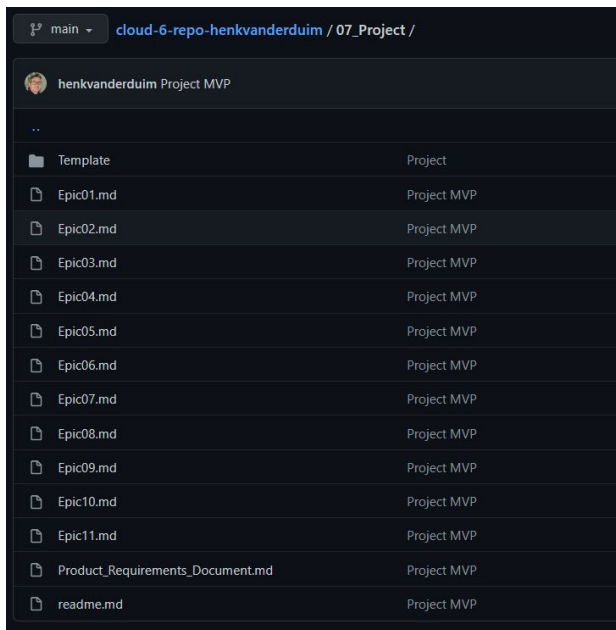 main cloud-6-repo-henkvanderduim / 07_Project /
henkvanderduim Project MVP
..
Template Project
Epic01.md Project MVP
Epic02.md Project MVP
Epic03.md Project MVP
Epic04.md Project MVP
Epic05.md Project MVP
Epic06.md Project MVP
Epic07.md Project MVP
Epic08.md Project MVP
Epic09.md Project MVP
Epic10.md Project MVP
Epic11.md Project MVP
Product_Requirements_Document.md Project MVP
readme.md Project MVP